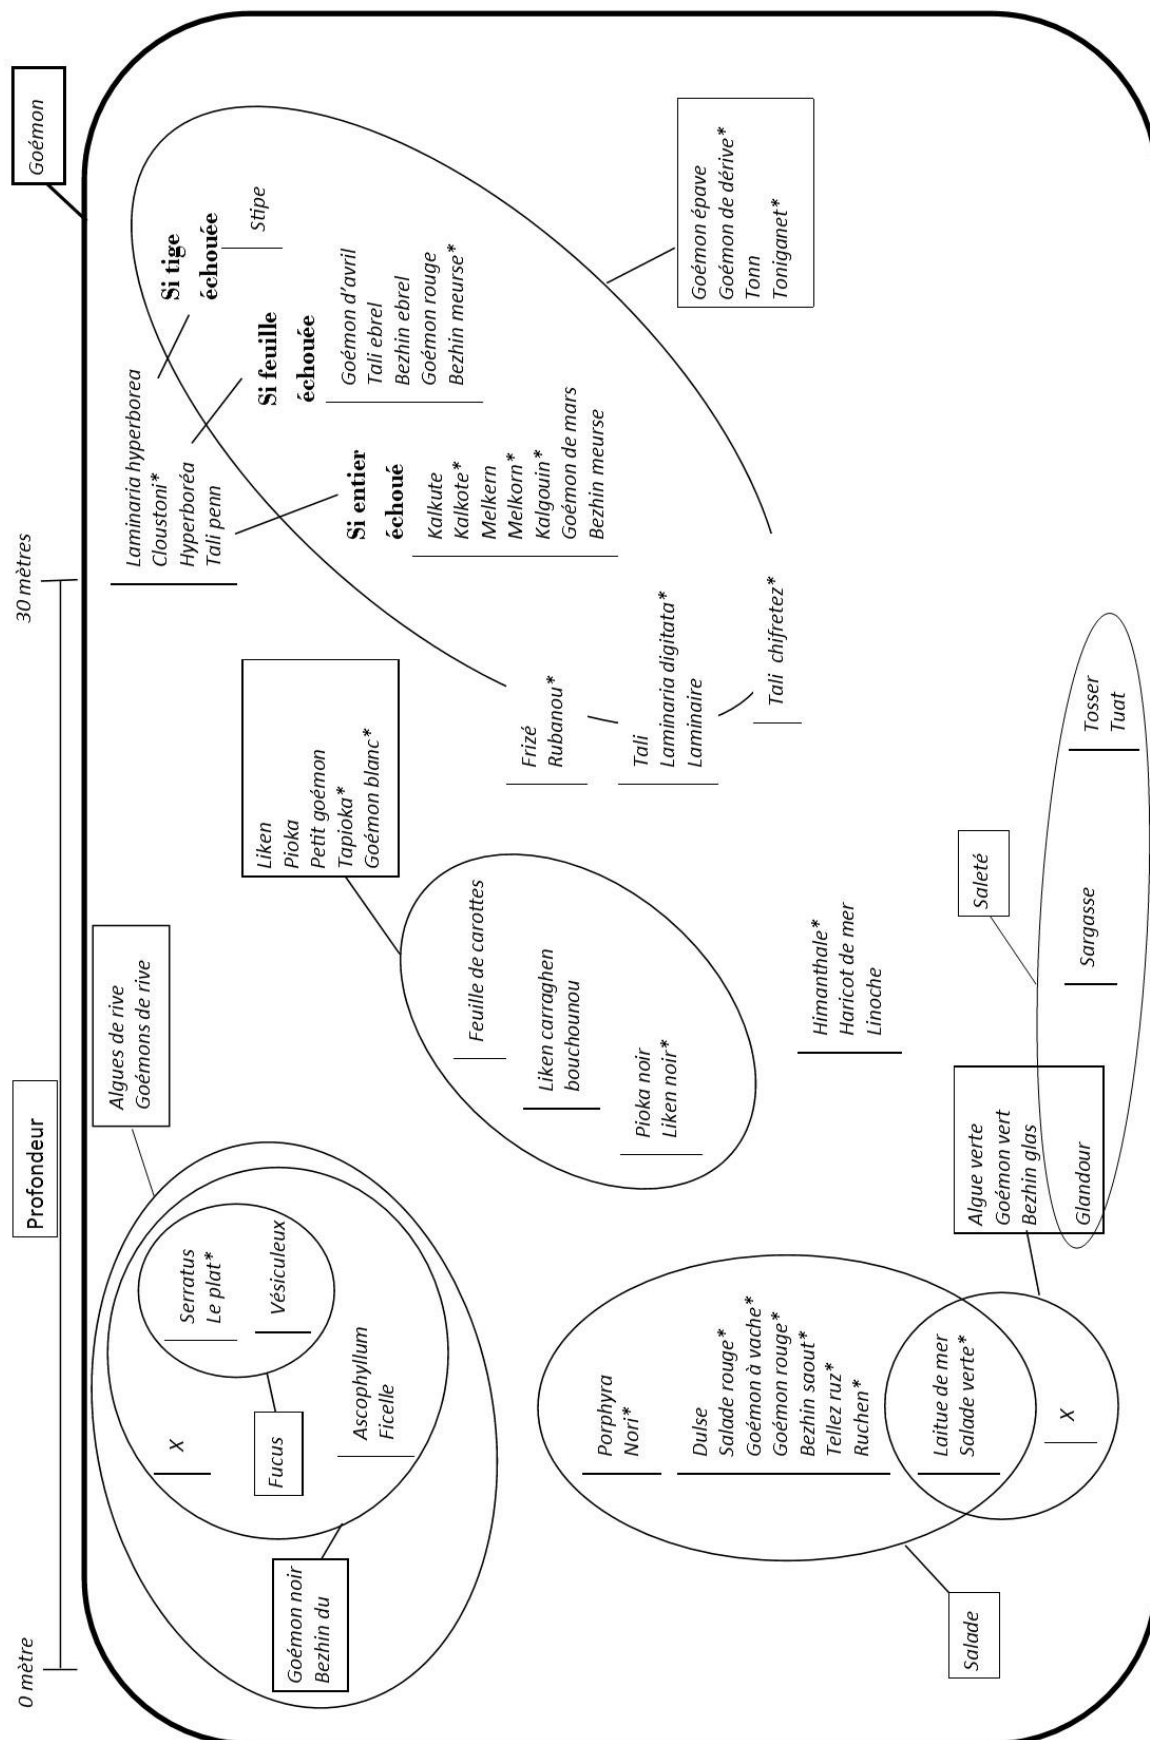 Goémon
Profondeur
0 mètre
30 mètres
Algues de rive
Goémons de rive
Goémon noir
Bezhin du
X
Fucus
Serratus
Le plat*
Vésiculeux
Ascophyllum
Ficelle
Liken
Pioka
Petit goémon
Tapioka*
Goémon blanc*
Feuille de carottes
Liken carraghen
bouchounou
Pioka noir
Liken noir*
Laminaria hyperborea
Cloustoni*
Hyperboréa
Tali penn
Si tige
échouée
Stipe
Si feuille
échouée
Goémon d'avril
Tali ebrel
Bezhin ebrel
Goémon rouge
Bezhin meurse*
Si entier
échoué
Kalkute
Kalkote*
Melkern
Melkorn*
Kalgouin*
Goémon de mars
Bezhin meurse
Frizé
Rubanou*
Tali
Laminaria digitata*
Laminaire
Tali chifretez*
Goémon épave
Goémon de dérive*
Tonn
Toniganet*
Porphyra
Nori*
Dulse
Salade rouge*
Goémon à vache*
Goémon rouge*
Bezhin saout*
Tellez ruz*
Ruchen*
Laitue de mer
Salade verte*
X
Salade
Himanthale*
Haricot de mer
Linoche
Algue verte
Goémon vert
Bezhin glas
Glandour
Saleté
Sargasse
Tosser
Tuat